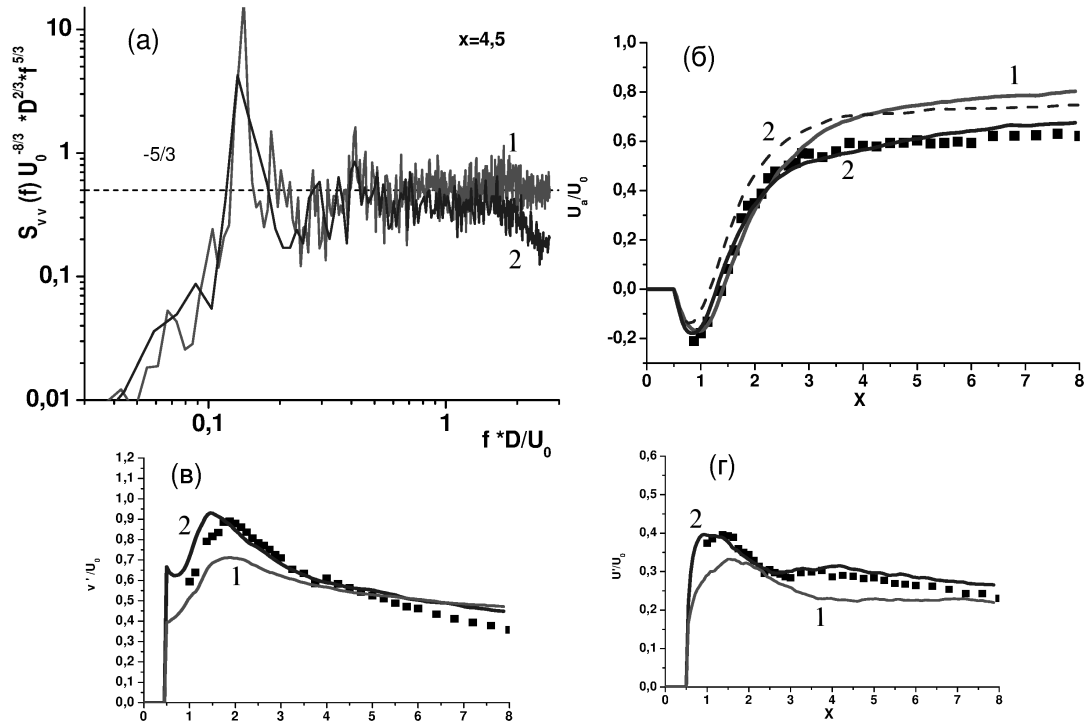 (а)
x=4,5
10
1
0,1
0,01
-5/3
1
2
0,1
1
S_vv (f) U_0^-8/3 *D^2/3*f^5/3
f *D/U_0
(б)
1,0
0,8
0,6
0,4
0,2
0,0
-0,2
U_a/U_0
1
2
2
0 1 2 3 4 5 6 7 8
X
(в)
1,2
1,1
1,0
0,9
0,8
0,7
0,6
0,5
0,4
0,3
0,2
0,1
0,0
v'/U_0
2
1
0 1 2 3 4 5 6 7 8
(г)
0,6
0,5
0,4
0,3
0,2
0,1
0,0
U'/U_0
2
1
0 1 2 3 4 5 6 7 8
X